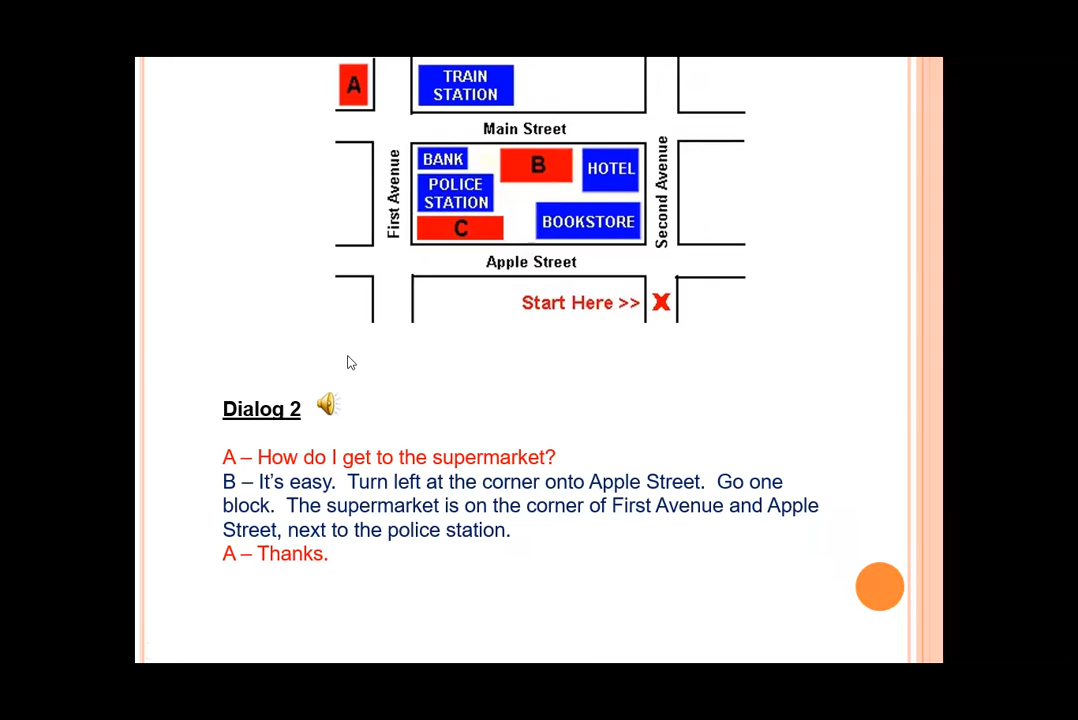 A
TRAIN
STATION
Main Street
First Avenue
BANK
B
HOTEL
Second Avenue
POLICE
STATION
C
BOOKSTORE
Apple Street
Start Here >> X
Dialog 2
A – How do I get to the supermarket?
B – It's easy.  Turn left at the corner onto Apple Street.  Go one
block.  The supermarket is on the corner of First Avenue and Apple
Street, next to the police station.
A – Thanks.